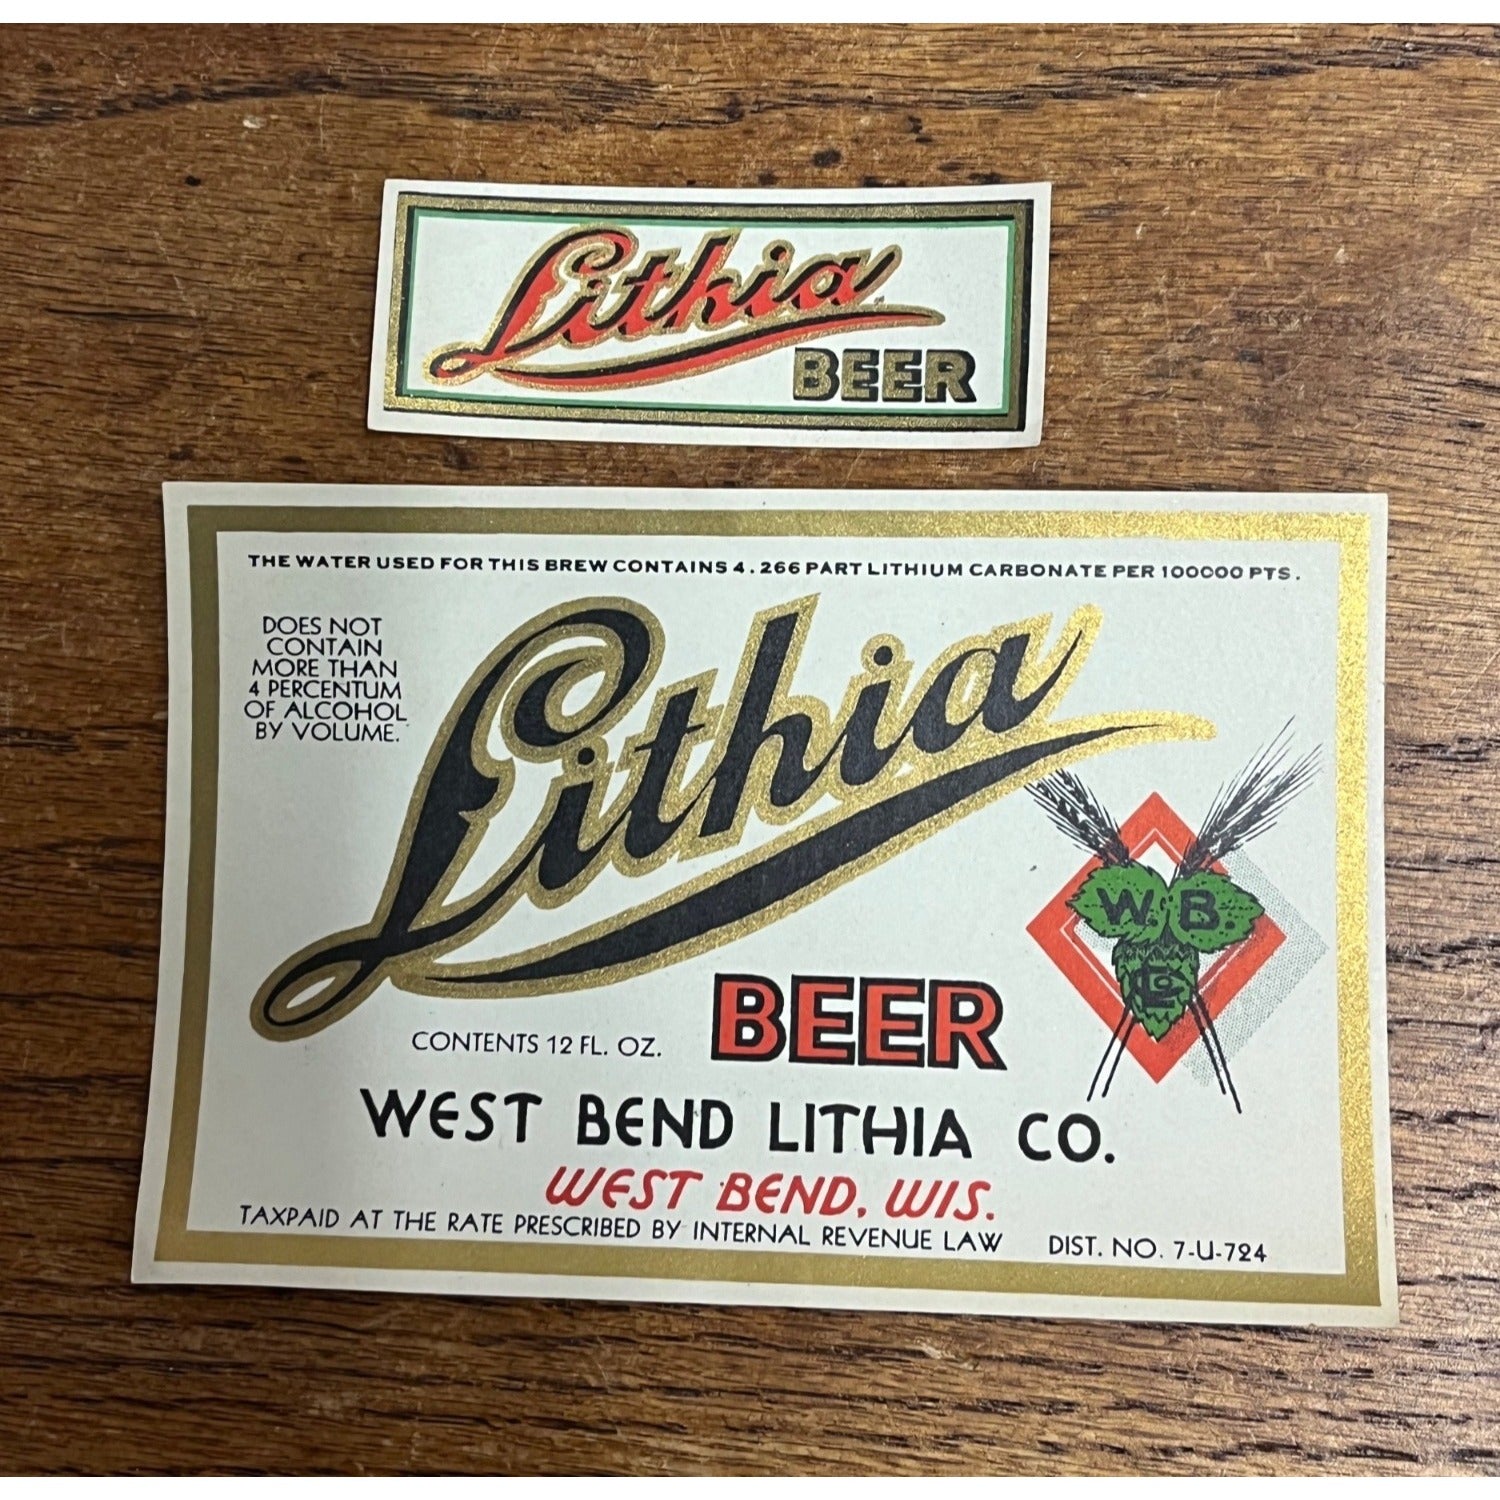 Lithia
BEER
THE WATER USED FOR THIS BREW CONTAINS 4.266 PART LITHIUM CARBONATE PER 100000 PTS.
DOES NOT
CONTAIN
MORE THAN
4 PERCENTUM
OF ALCOHOL
BY VOLUME.
Lithia
W. B.
L Co
BEER
CONTENTS 12 FL. OZ.
WEST BEND LITHIA CO.
WEST BEND, WIS.
TAXPAID AT THE RATE PRESCRIBED BY INTERNAL REVENUE LAW DIST. NO. 7-U-724